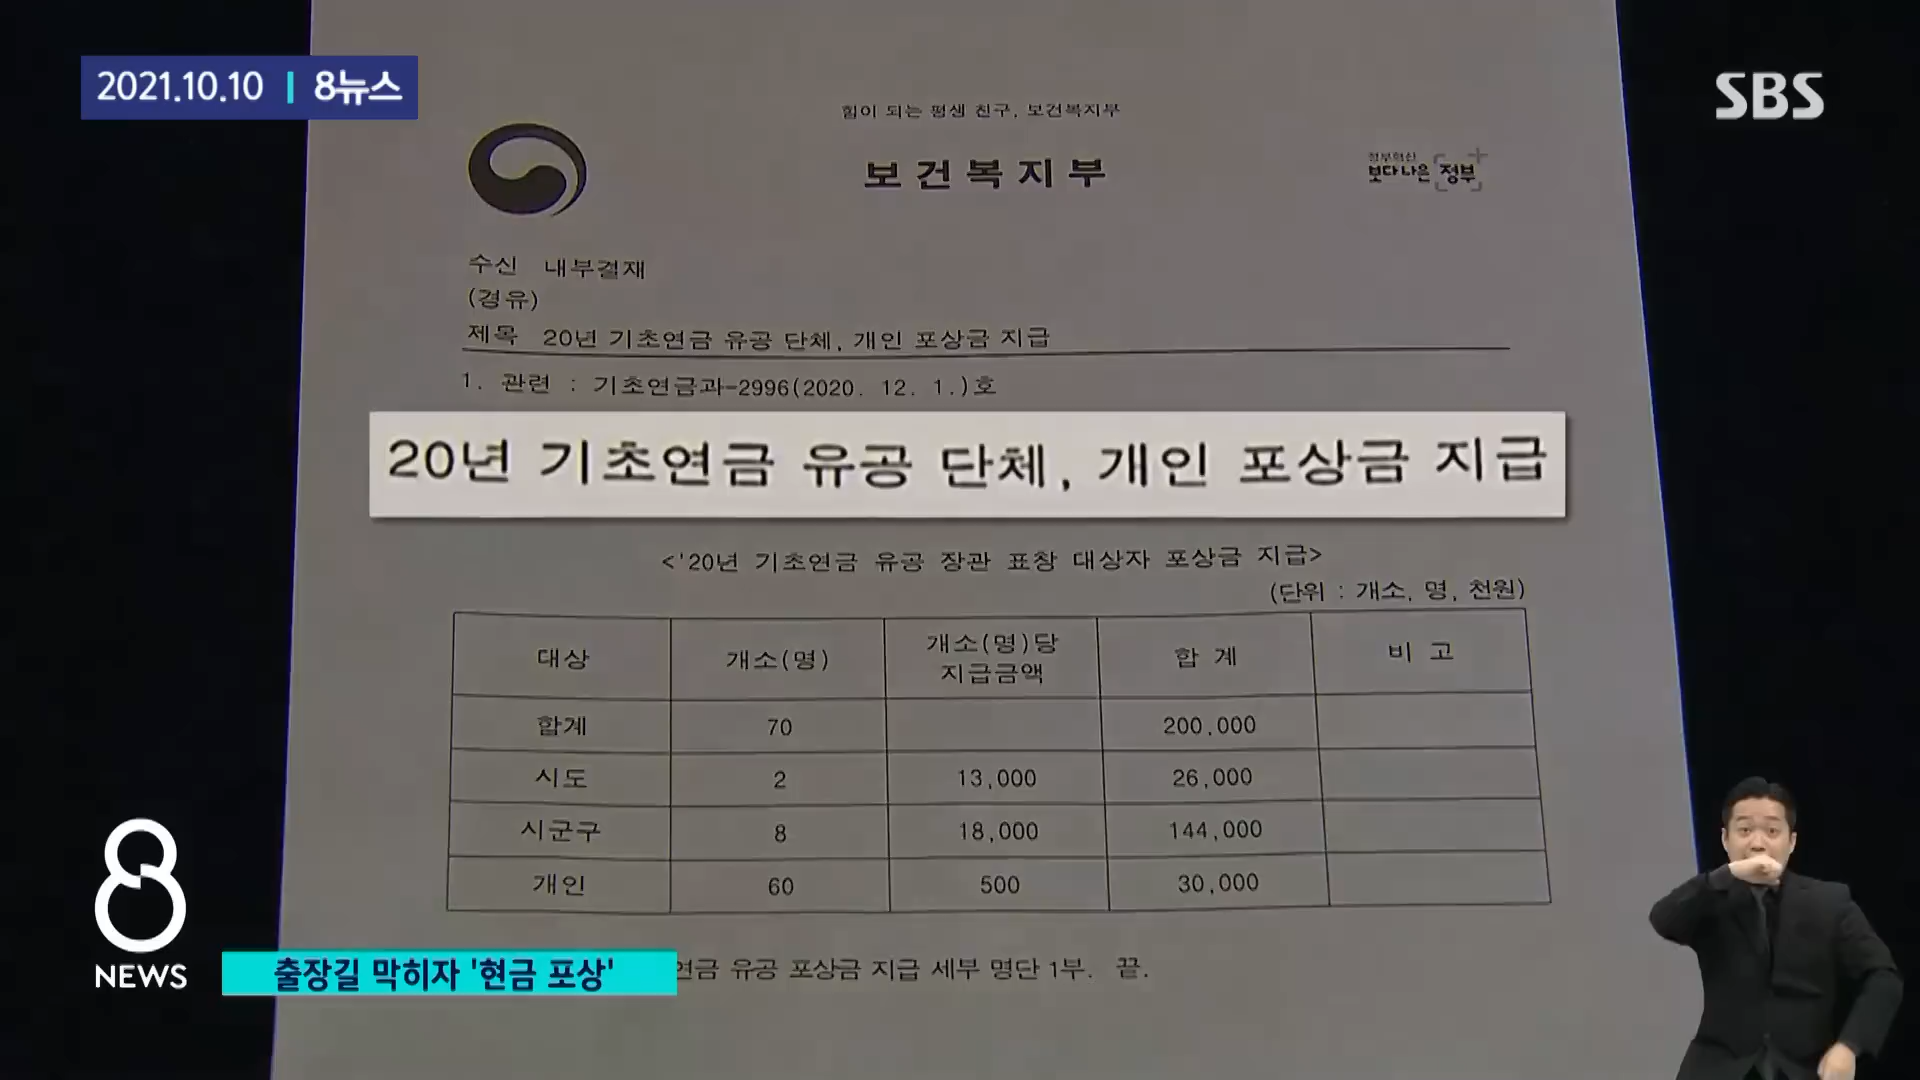 2021.10.10 | 8뉴스
SBS
힘이 되는 평생 친구, 보건복지부
보건복지부
정부혁신
보다나은 정부
수신 내부결재
(경유)
제목 20년 기초연금 유공 단체, 개인 포상금 지급
1. 관련 : 기초연금과-2996(2020. 12. 1.)호
20년 기초연금 유공 단체, 개인 포상금 지급
<'20년 기초연금 유공 장관 표창 대상자 포상금 지급>
(단위 : 개소, 명, 천원)
대상 개소(명) 개소(명)당 지급금액 합 계 비 고
합계 70 200,000
시도 2 13,000 26,000
시군구 8 18,000 144,000
개인 60 500 30,000
연금 유공 포상금 지급 세부 명단 1부. 끝.
8
NEWS
출장길 막히자 '현금 포상'